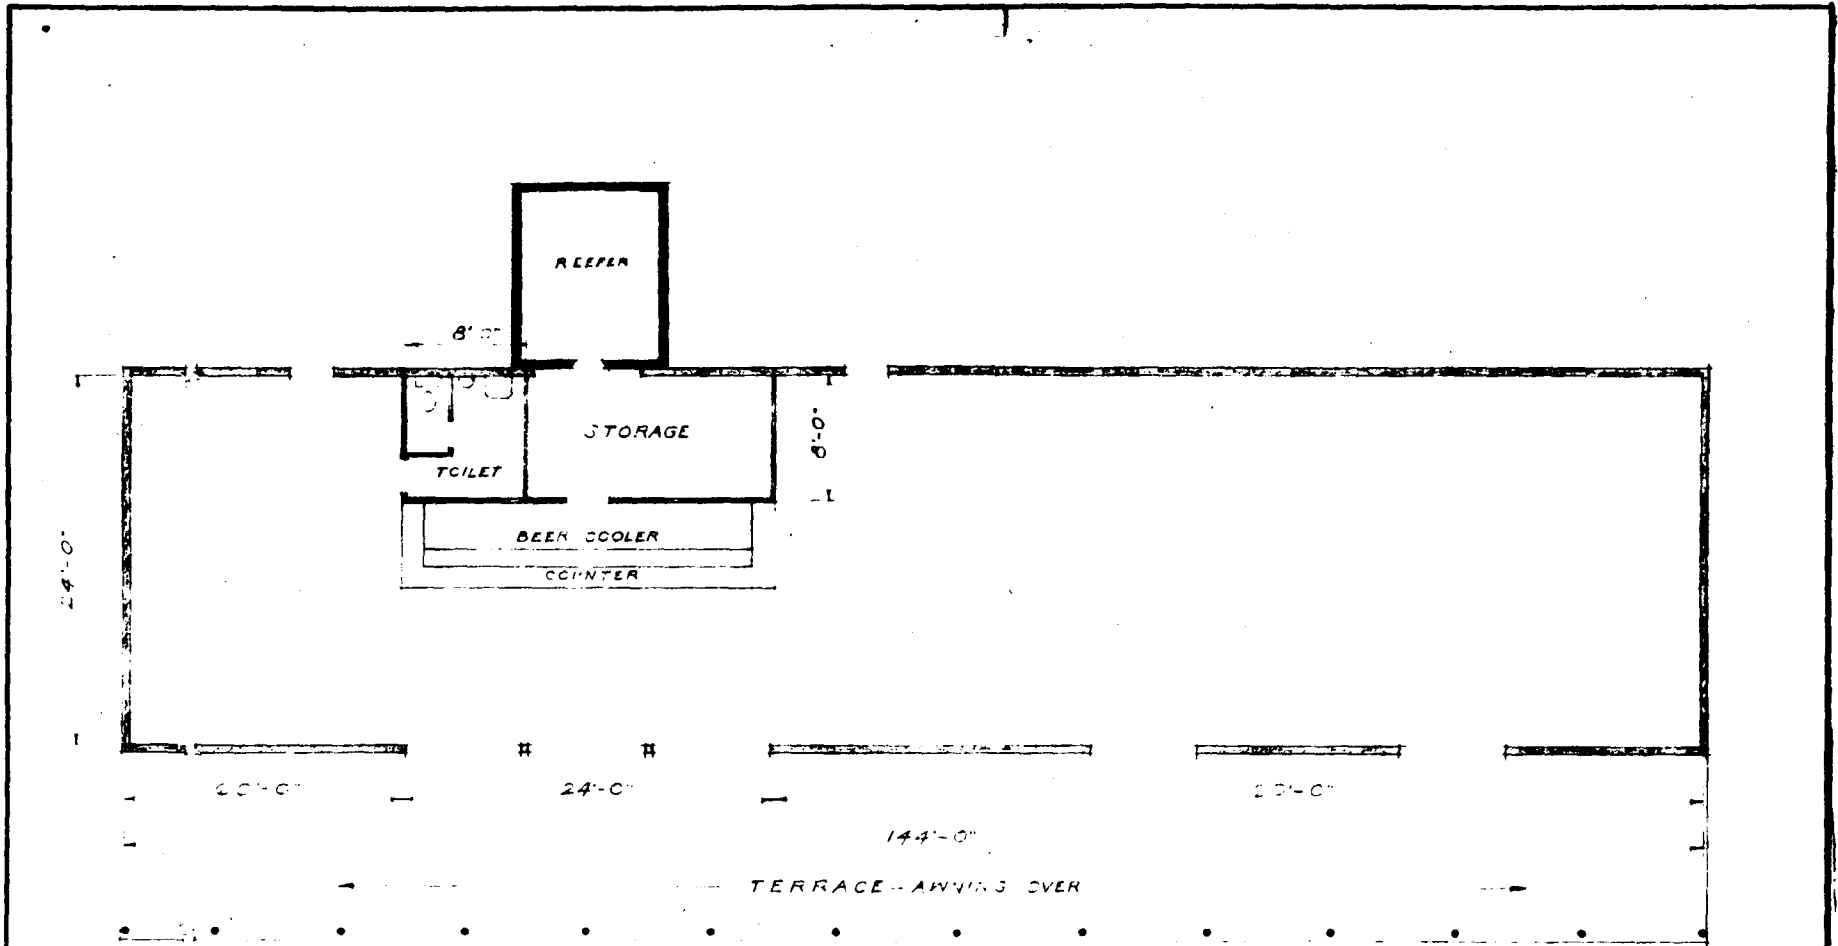 REEFER
8'-0"
STORAGE
8'-0"
TOILET
BEER COOLER
COUNTER
24'-0"
24'-0"
144'-0"
TERRACE - AWNING OVER